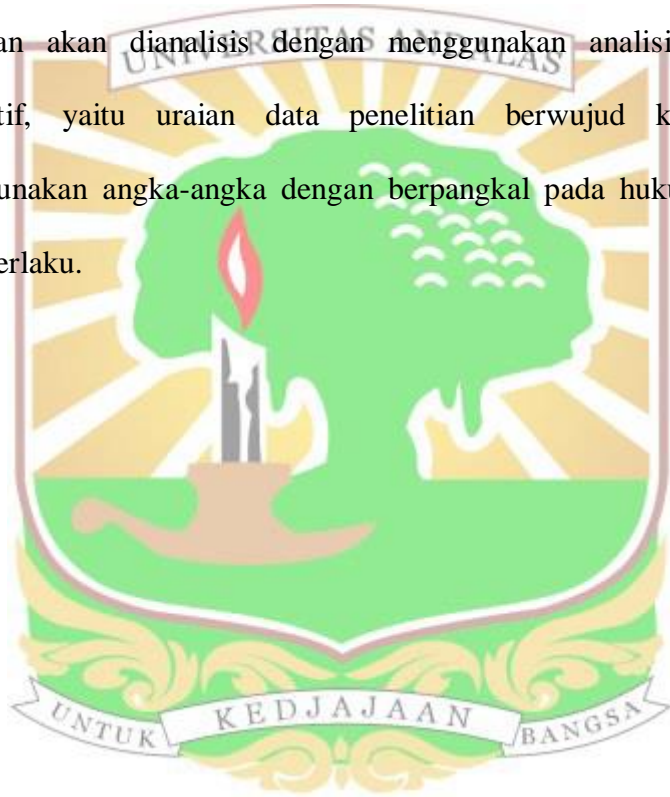 an akan dianalisis dengan menggunakan analisi
UNIVERSITAS ANDALAS
tif, yaitu uraian data penelitian berwujud k
unakan angka-angka dengan berpangkal pada huku
erlaku.
UNTUK KEDJAJAAN BANGSA